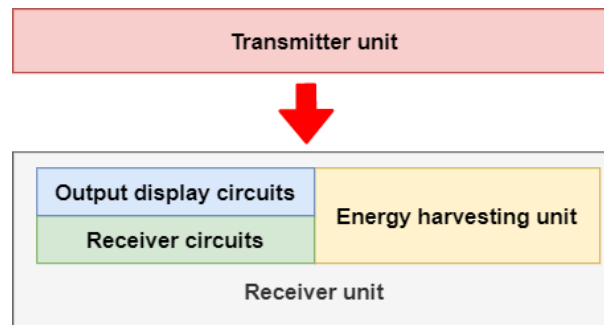 Transmitter unit
Output display circuits
Receiver circuits
Energy harvesting unit
Receiver unit